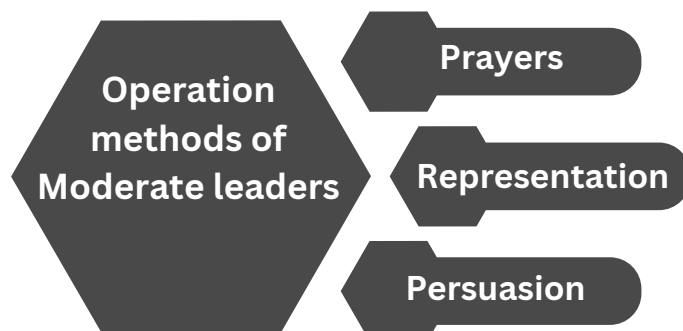 Operation
methods of
Moderate leaders
Prayers
Representation
Persuasion